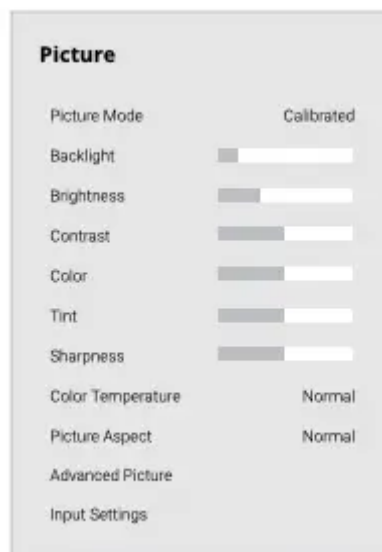 Picture
Picture Mode Calibrated
Backlight
Brightness
Contrast
Color
Tint
Sharpness
Color Temperature Normal
Picture Aspect Normal
Advanced Picture
Input Settings